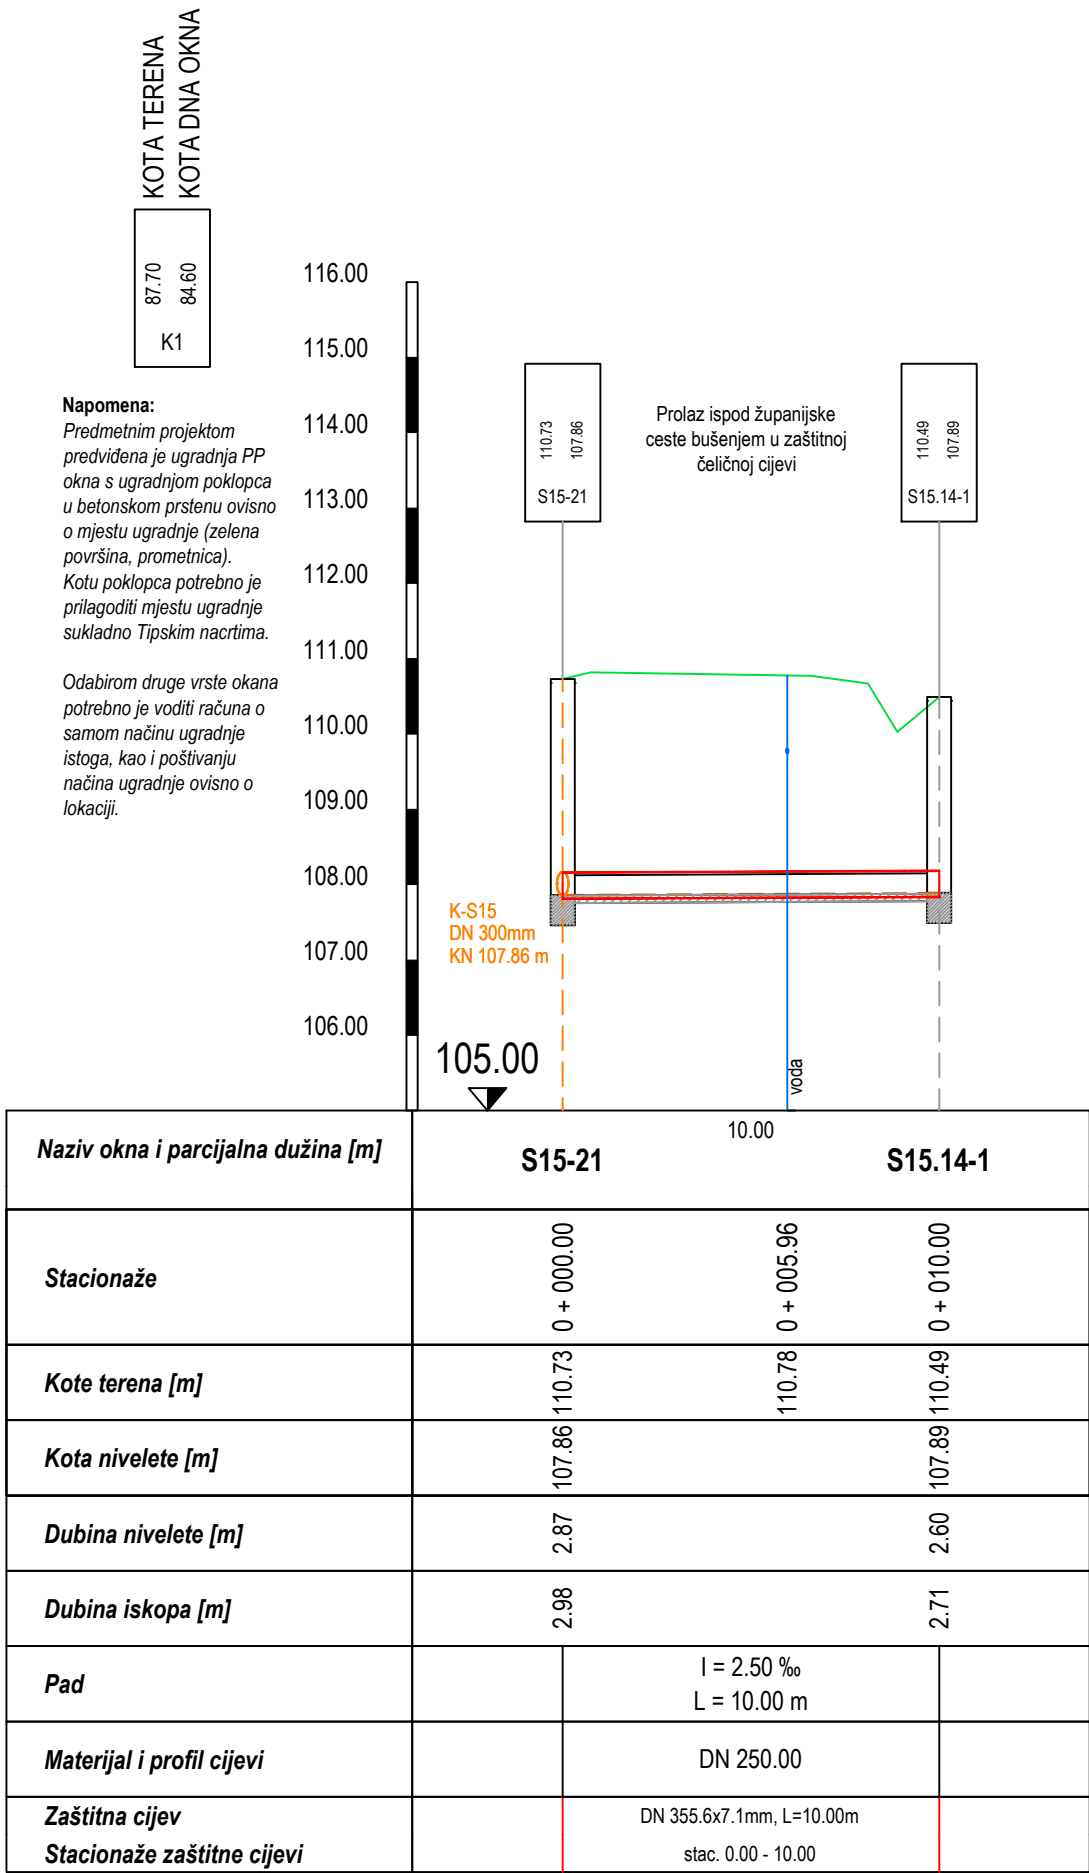 KOTA TERENA
KOTA DNA OKNA
87.70
84.60
K1
Napomena:
Predmetnim projektom
predviđena je ugradnja PP
okna s ugradnjom poklopca
u betonskom prstenu ovisno
o mjestu ugradnje (zelena
površina, prometnica).
Kotu poklopca potrebno je
prilagoditi mjestu ugradnje
sukladno Tipskim nacrtima.
Odabirom druge vrste okana
potrebno je voditi računa o
samom načinu ugradnje
istoga, kao i poštivanju
načina ugradnje ovisno o
lokaciji.
116.00
115.00
114.00
113.00
112.00
111.00
110.00
109.00
108.00
107.00
106.00
105.00
110.73
107.86
S15-21
Prolaz ispod županijske
ceste bušenjem u zaštitnoj
čeličnoj cijevi
110.49
107.89
S15.14-1
K-S15
DN 300mm
KN 107.86 m
voda
Naziv okna i parcijalna dužina [m]
10.00
S15-21 S15.14-1
Stacionaže
0 + 000.00
0 + 005.96
0 + 010.00
Kote terena [m]
110.73
110.78
110.49
Kota nivelete [m]
107.86
107.89
Dubina nivelete [m]
2.87
2.60
Dubina iskopa [m]
2.98
2.71
Pad
I = 2.50 ‰
L = 10.00 m
Materijal i profil cijevi
DN 250.00
Zaštitna cijev
DN 355.6x7.1mm, L=10.00m
Stacionaže zaštitne cijevi
stac. 0.00 - 10.00